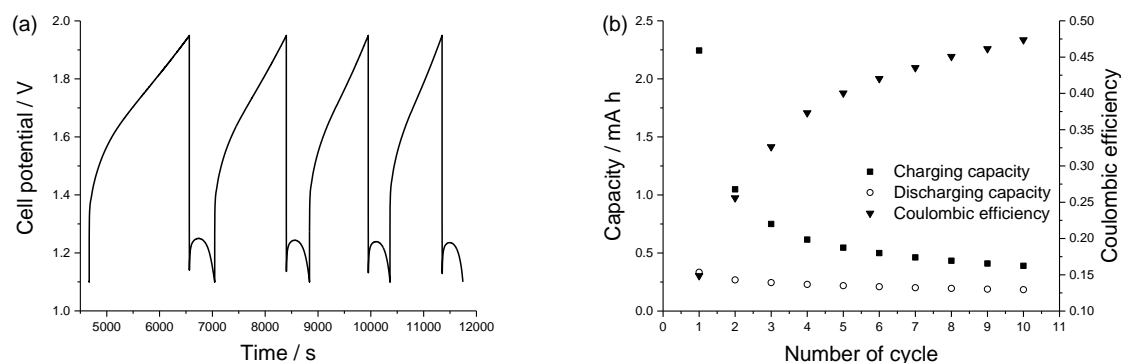 (a)
2.0
1.8
1.6
1.4
1.2
1.0
Cell potential / V
5000 6000 7000 8000 9000 10000 11000 12000
Time / s
(b)
2.5
2.0
1.5
1.0
0.5
0.0
Capacity / mA h
Charging capacity
Discharging capacity
Coulombic efficiency
0.50
0.45
0.40
0.35
0.30
0.25
0.20
0.15
0.10
Coulombic efficiency
0 1 2 3 4 5 6 7 8 9 10 11
Number of cycle